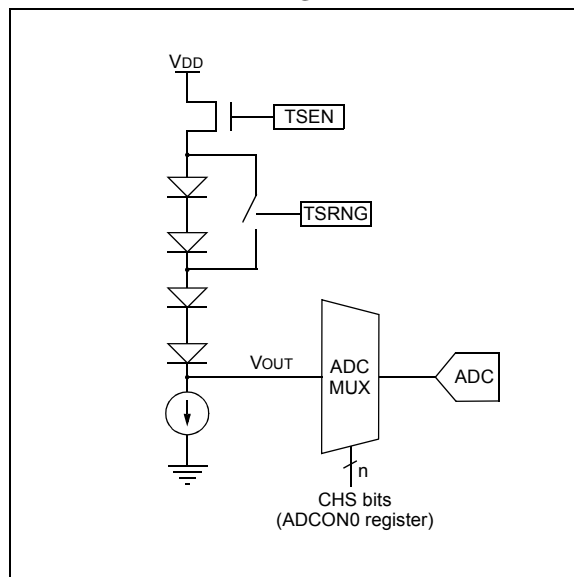 VDD
TSEN
TSRNG
VOUT
ADC
MUX
ADC
n
CHS bits
(ADCON0 register)